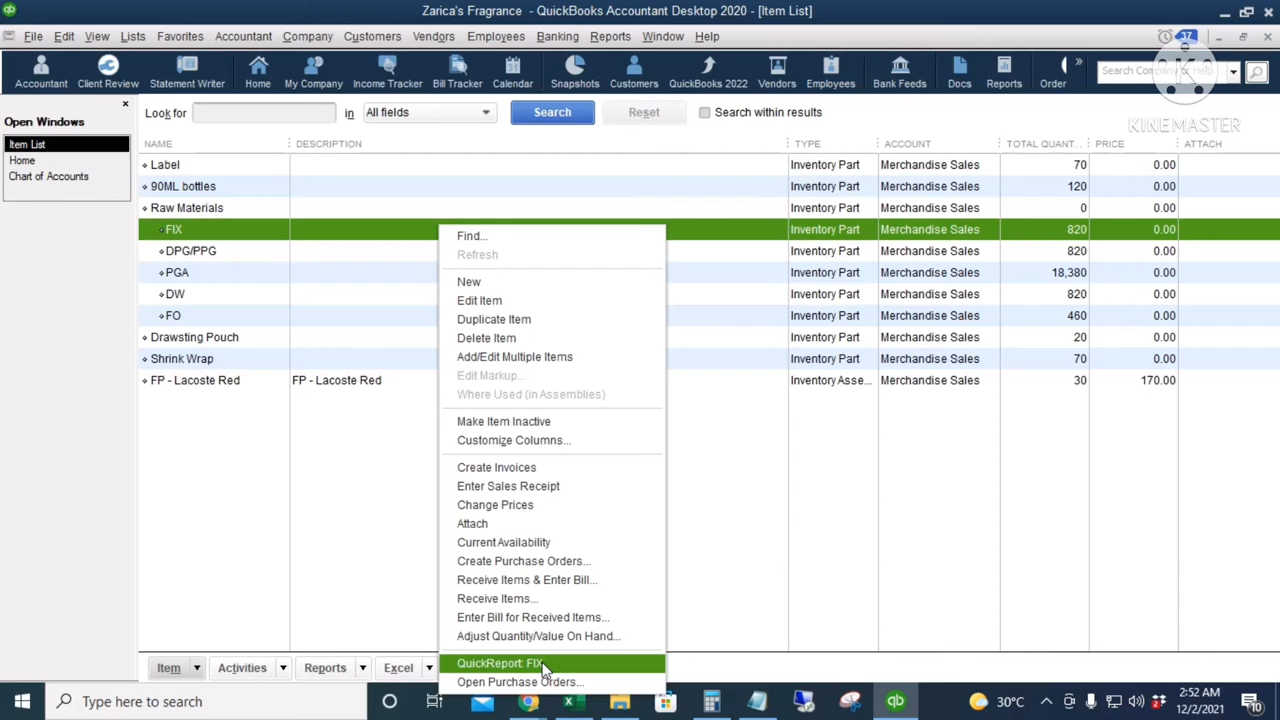 Zarica's Fragrance - QuickBooks Accountant Desktop 2020 - [Item List]
File Edit View Lists Favorites Accountant Company Customers Vendors Employees Banking Reports Window Help
37
Accountant Client Review Statement Writer Home My Company Income Tracker Bill Tracker Calendar Snapshots Customers QuickBooks 2022 Vendors Employees Bank Feeds Docs Reports Order
Search Company or Help
KINEMASTER
Open Windows
Item List
Home
Chart of Accounts
Look for in All fields Search Reset Search within results
NAME DESCRIPTION TYPE ACCOUNT TOTAL QUANT... PRICE ATTACH
Label Inventory Part Merchandise Sales 70 0.00
90ML bottles Inventory Part Merchandise Sales 120 0.00
Raw Materials Inventory Part Merchandise Sales 0 0.00
FIX Inventory Part Merchandise Sales 820 0.00
DPG/PPG Inventory Part Merchandise Sales 820 0.00
PGA Inventory Part Merchandise Sales 18,380 0.00
DW Inventory Part Merchandise Sales 820 0.00
FO Inventory Part Merchandise Sales 460 0.00
Drawsting Pouch Inventory Part Merchandise Sales 20 0.00
Shrink Wrap Inventory Part Merchandise Sales 70 0.00
FP - Lacoste Red FP - Lacoste Red Inventory Asse... Merchandise Sales 30 170.00
Find...
Refresh
New
Edit Item
Duplicate Item
Delete Item
Add/Edit Multiple Items
Edit Markup...
Where Used (in Assemblies)
Make Item Inactive
Customize Columns...
Create Invoices
Enter Sales Receipt
Change Prices
Attach
Current Availability
Create Purchase Orders...
Receive Items & Enter Bill...
Receive Items...
Enter Bill for Received Items...
Adjust Quantity/Value On Hand...
QuickReport: FIX
Open Purchase Orders...
Item Activities Reports Excel
Type here to search
30°C
2:52 AM
12/2/2021
10